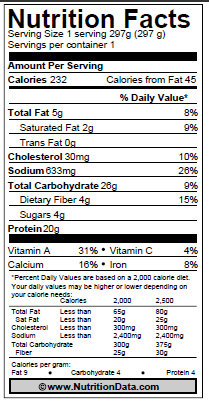 Nutrition Facts
Serving Size 1 serving 297g (297 g)
Servings per container 1
Amount Per Serving
Calories 232 Calories from Fat 45
% Daily Value*
Total Fat 5g 8%
Saturated Fat 2g 9%
Trans Fat 0g
Cholesterol 30mg 10%
Sodium 633mg 26%
Total Carbohydrate 26g 9%
Dietary Fiber 4g 15%
Sugars 4g
Protein 20g
Vitamin A 31% • Vitamin C 4%
Calcium 16% • Iron 8%
*Percent Daily Values are based on a 2,000 calorie diet.
Your daily values may be higher or lower depending on
your calorie needs:
Calories 2,000 2,500
Total Fat Less than 65g 80g
Sat Fat Less than 20g 25g
Cholesterol Less than 300mg 300mg
Sodium Less than 2,400mg 2,400mg
Total Carbohydrate 300g 375g
Fiber 25g 30g
Calories per gram:
Fat 9 • Carbohydrate 4 • Protein 4
©www.NutritionData.com